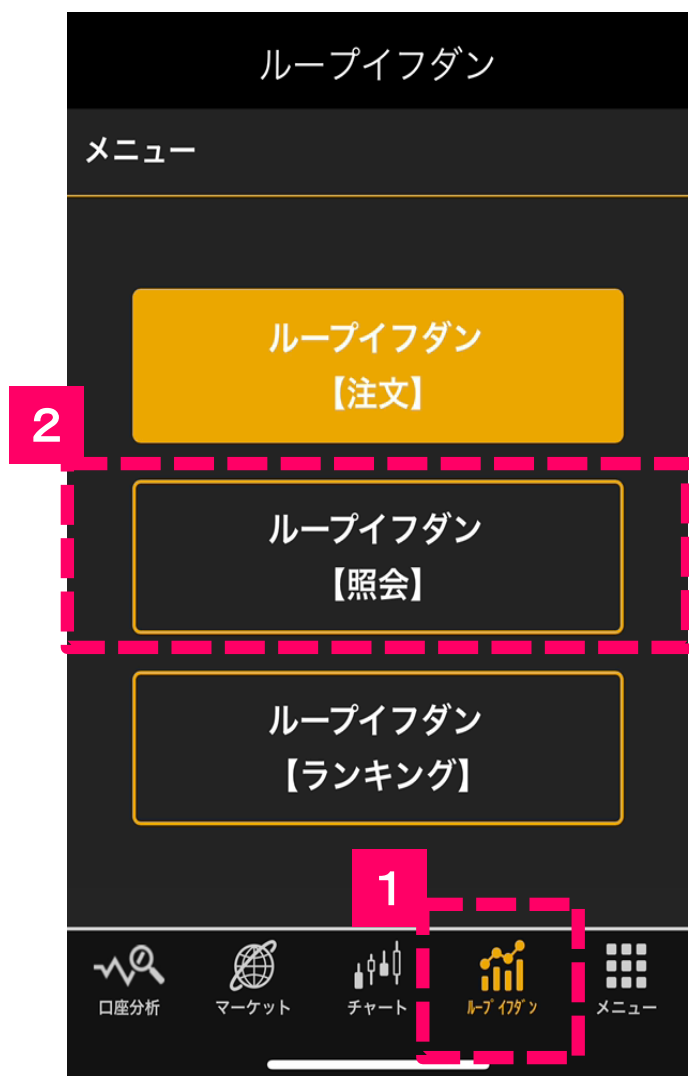 ループイフダン
メニュー
ループイフダン
【注文】
2
ループイフダン
【照会】
ループイフダン
【ランキング】
1
口座分析
マーケット
チャート
ﾙｰﾌﾟｲﾌﾀﾞﾝ
メニュー